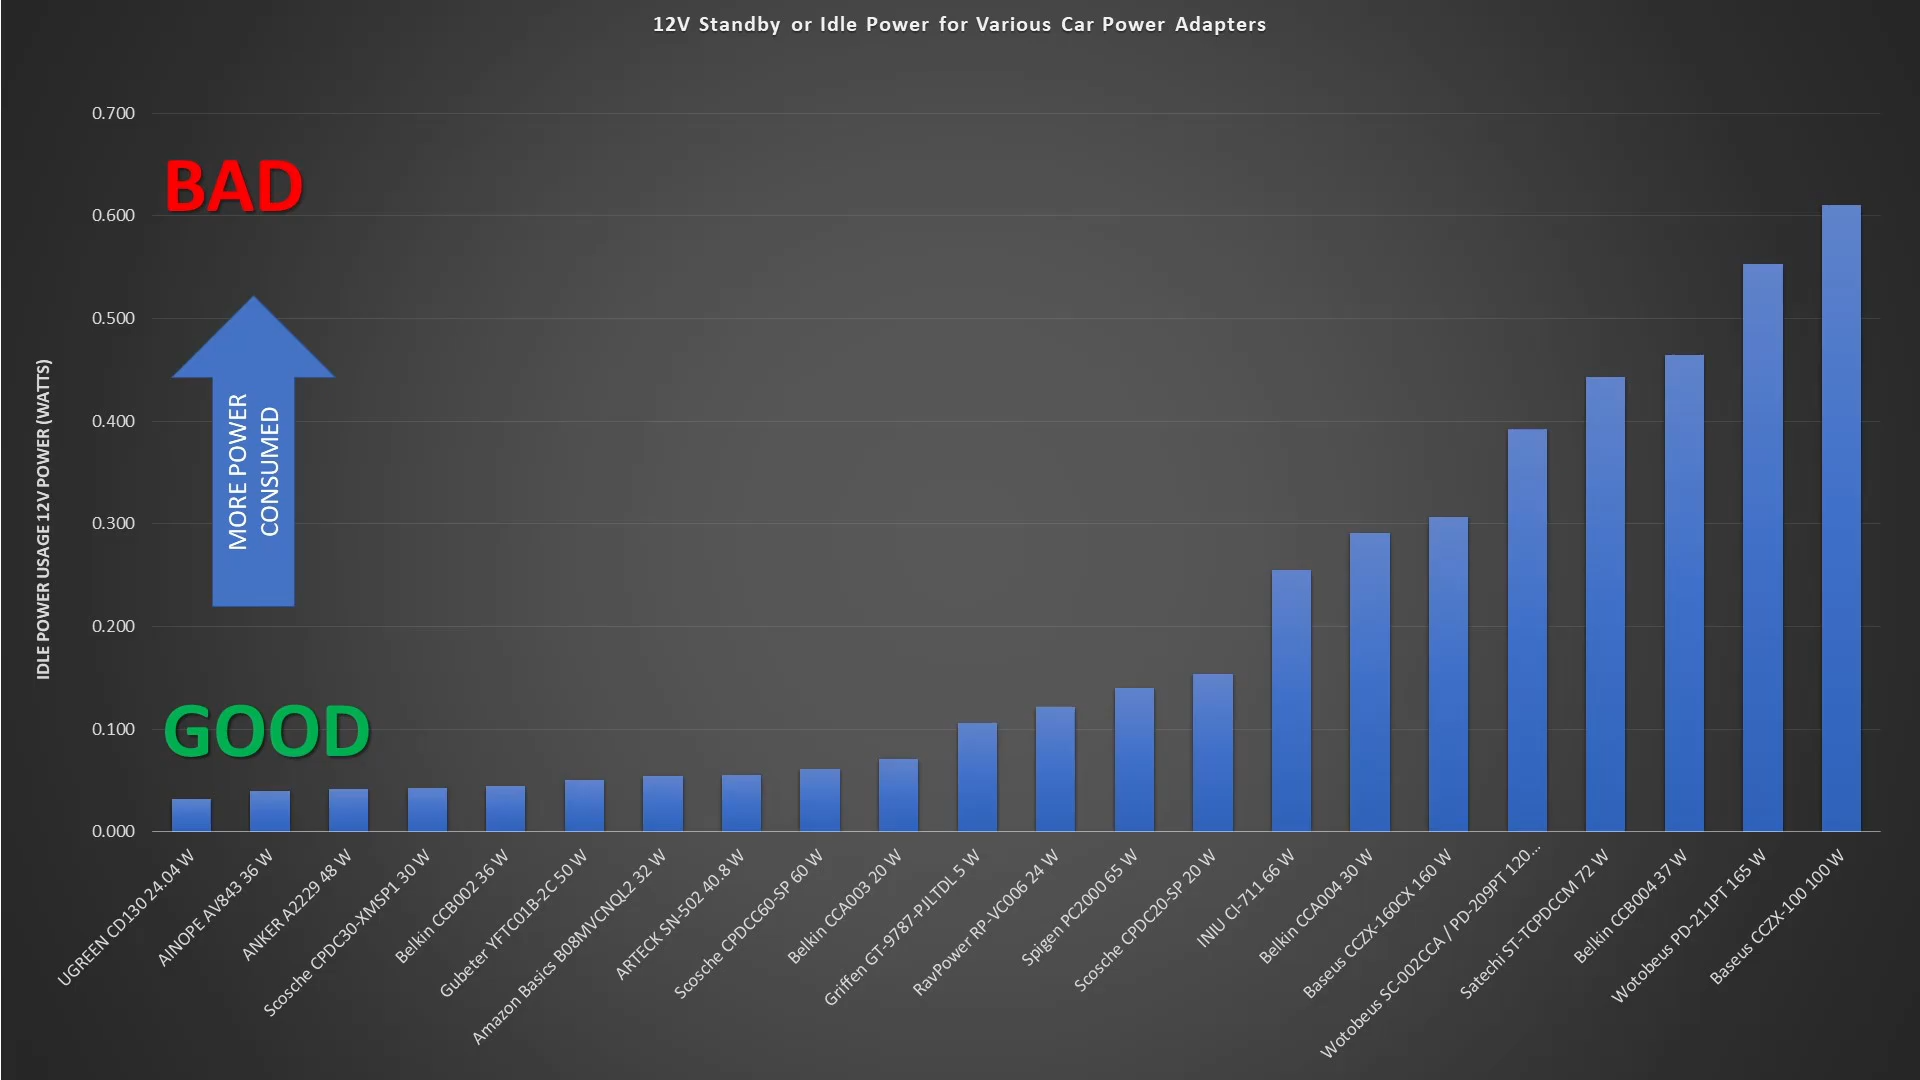 12V Standby or Idle Power for Various Car Power Adapters
0.700
BAD
0.600
0.500
0.400
0.300
0.200
0.100
0.000
MORE POWER
CONSUMED
GOOD
IDLE POWER USAGE 12V POWER (WATTS)
UGREEN CD130 24.04 W
AINOPE AV843 36 W
ANKER A2229 48 W
Scosche CPDC30-XMSP1 30 W
Belkin CCB002 36 W
Gubeter YFTC01B-2C 50 W
Amazon Basics B08MVCNQL2 32 W
ARTECK SN-502 40.8 W
Scosche CPDCC60-SP 60 W
Belkin CCA003 20 W
Griffen GT-9787-PJLTDL 5 W
RavPower RP-VC006 24 W
Spigen PC2000 65 W
Scosche CPDC20-SP 20 W
INIU CI-711 66 W
Belkin CCA004 30 W
Baseus CCZX-160CX 160 W
Wotobeus SC-002CCA / PD-209PT 120...
Satechi ST-TCPDCCM 72 W
Belkin CCB004 37 W
Wotobeus PD-211PT 165 W
Baseus CCZX-100 100 W